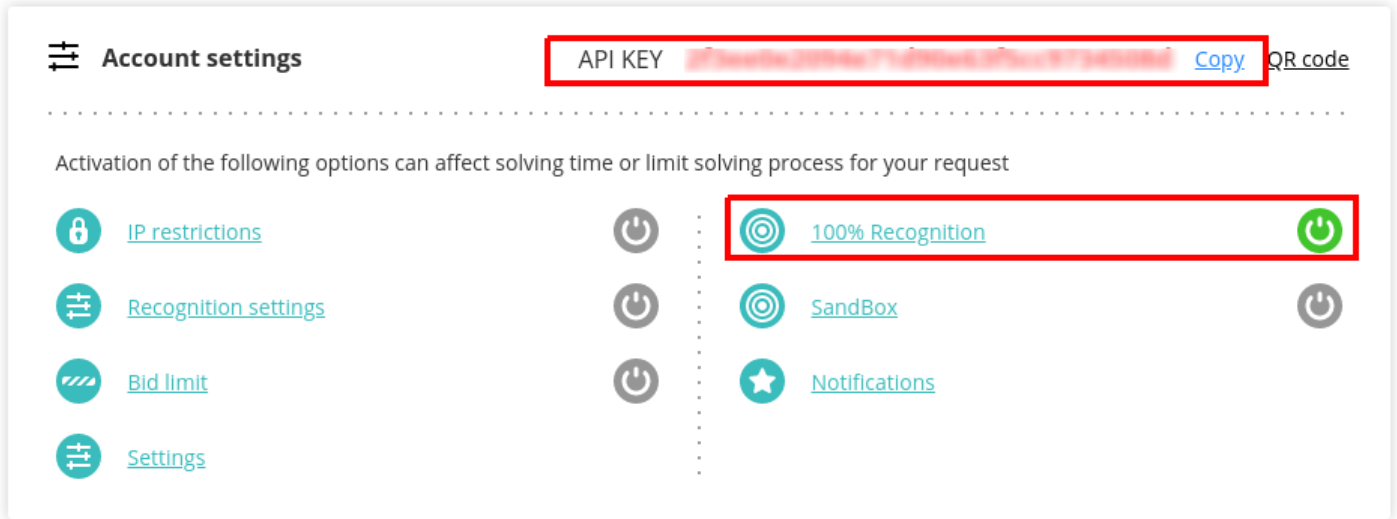 Account settings
API KEY Copy QR code
Activation of the following options can affect solving time or limit solving process for your request
IP restrictions
100% Recognition
Recognition settings
SandBox
Bid limit
Notifications
Settings